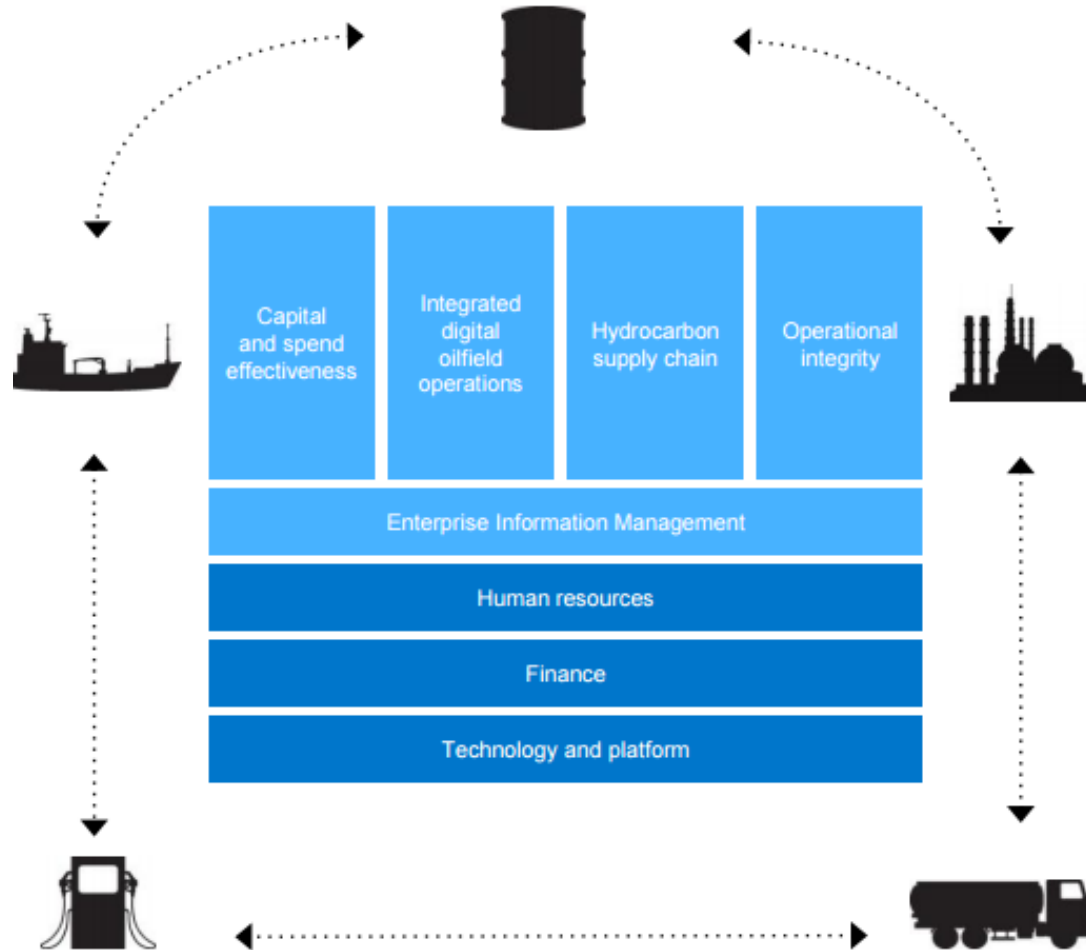 Capital
and spend
effectiveness
Integrated
digital
oilfield
operations
Hydrocarbon
supply chain
Operational
integrity
Enterprise Information Management
Human resources
Finance
Technology and platform